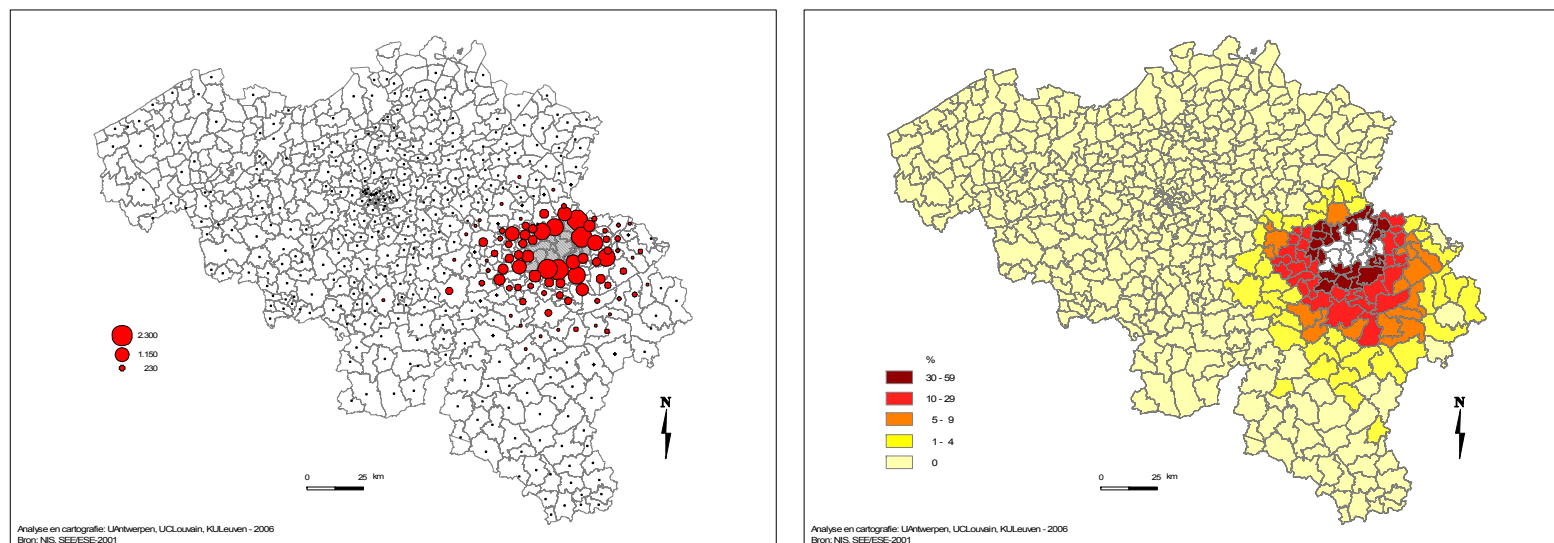 2.300
1.150
230
N
0 25 km
Analyse en cartografie: UAntwerpen, UCLouvain, KULeuven - 2006
Bron: NIS, SEE/ESE-2001
%
30 - 59
10 - 29
5 - 9
1 - 4
0
N
0 25 km
Analyse en cartografie: UAntwerpen, UCLouvain, KULeuven - 2006
Bron: NIS, SEE/ESE-2001